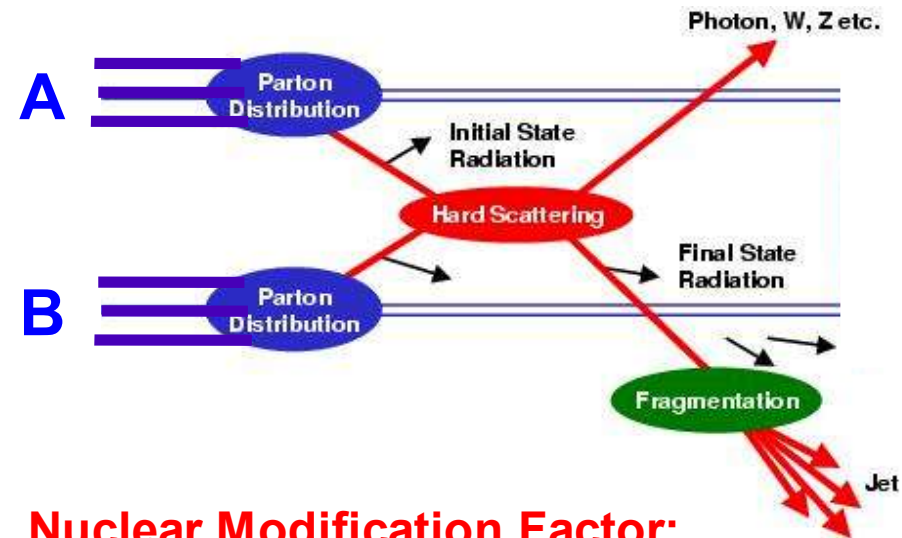 Photon, W, Z etc.
A
Parton
Distribution
Initial State
Radiation
Hard Scattering
Final State
Radiation
B
Parton
Distribution
Fragmentation
Jet
Nuclear Modification Factor: